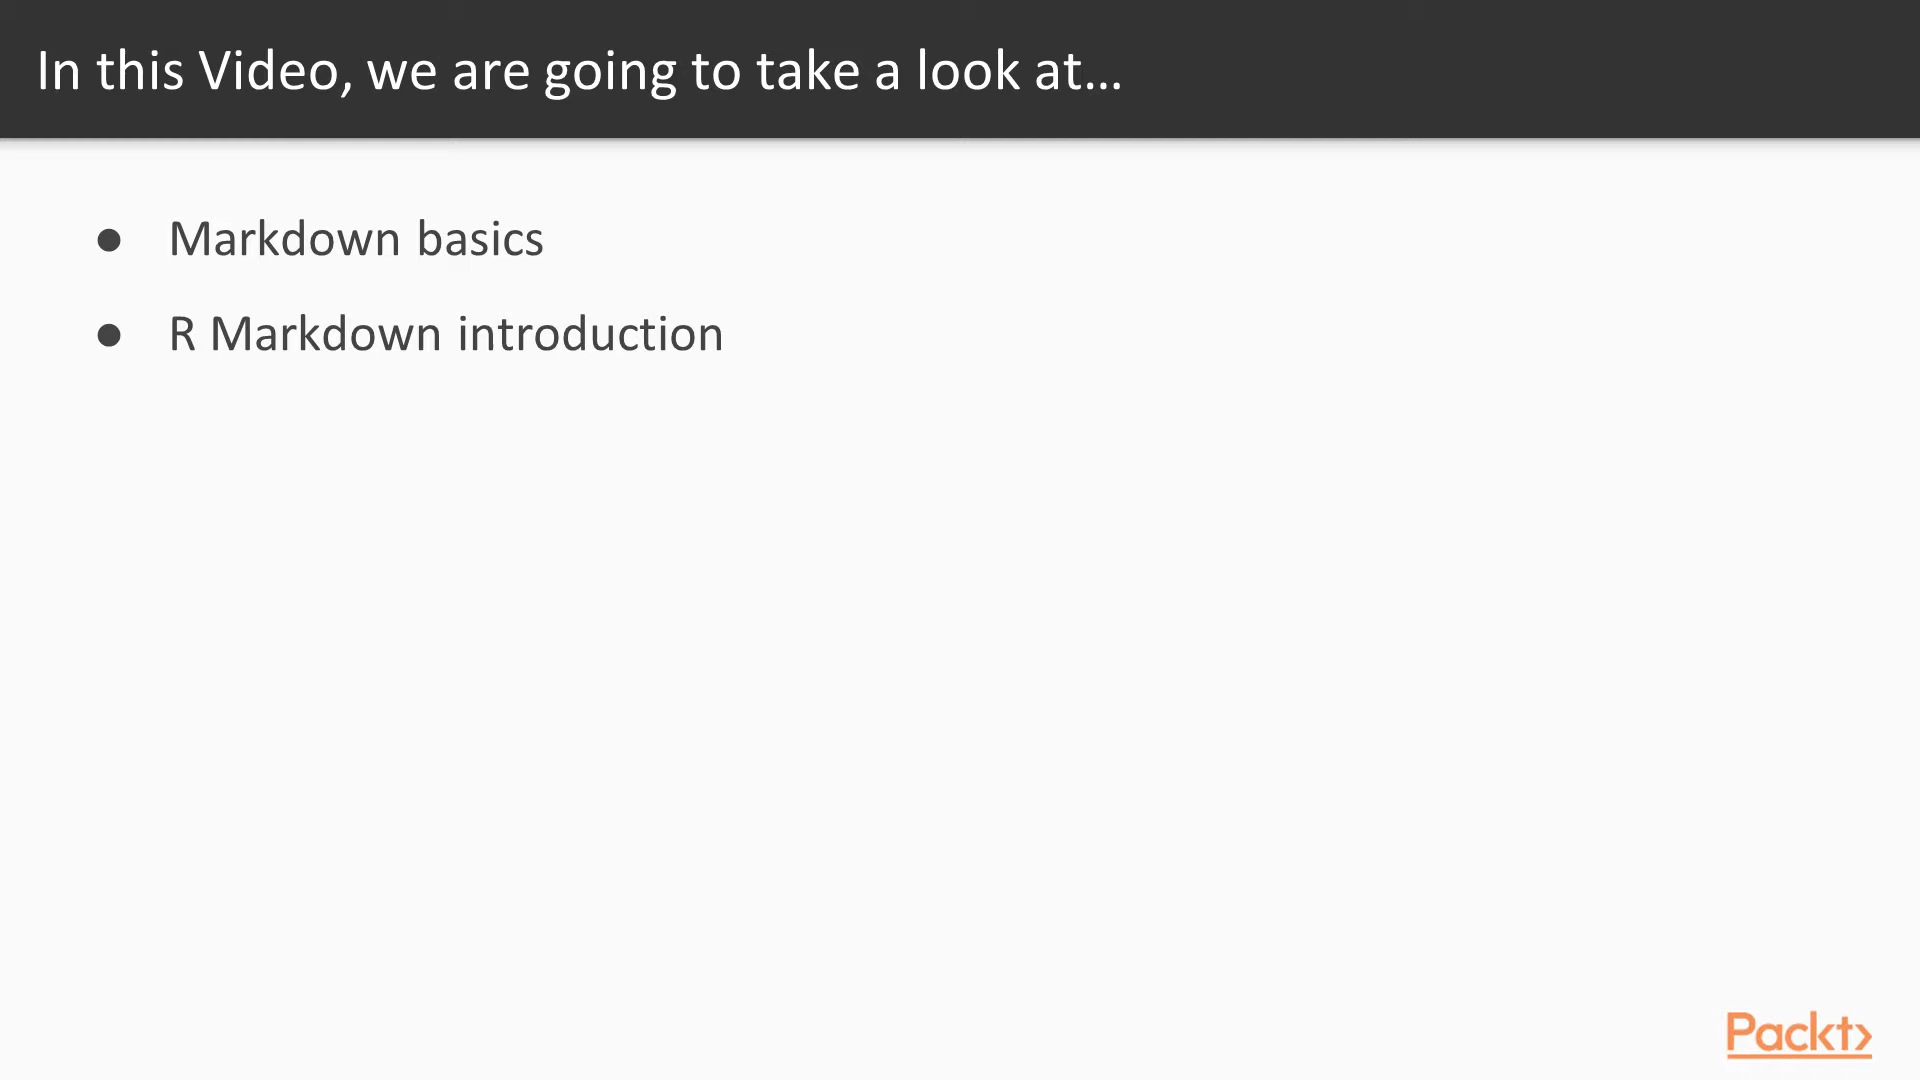 In this Video, we are going to take a look at...
● Markdown basics
● R Markdown introduction
Packt>